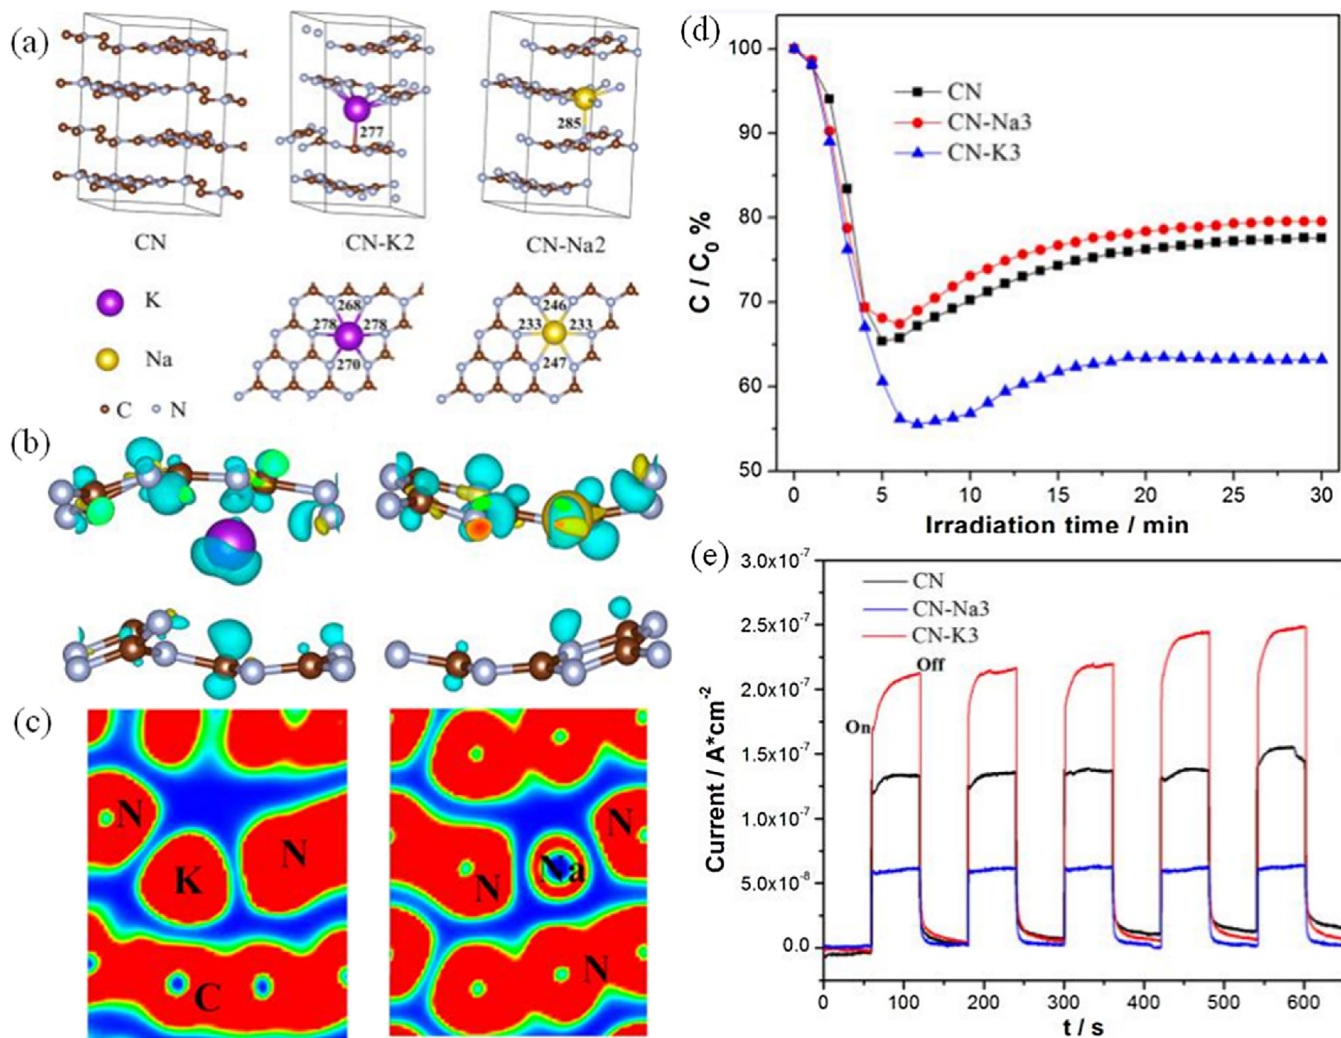 (a)
277
285
CN
CN-K2
CN-Na2
K
Na
C
N
268
278
278
270
246
233
233
247
(b)
(c)
N
K
N
C
N
Na
N
N
(d)
C / C0 %
100
90
80
70
60
50
CN
CN-Na3
CN-K3
0
5
10
15
20
25
30
Irradiation time / min
(e)
Current / A*cm-2
3.0x10-7
2.5x10-7
2.0x10-7
1.5x10-7
1.0x10-7
5.0x10-8
0.0
CN
CN-Na3
CN-K3
On
Off
0
100
200
300
400
500
600
t / s